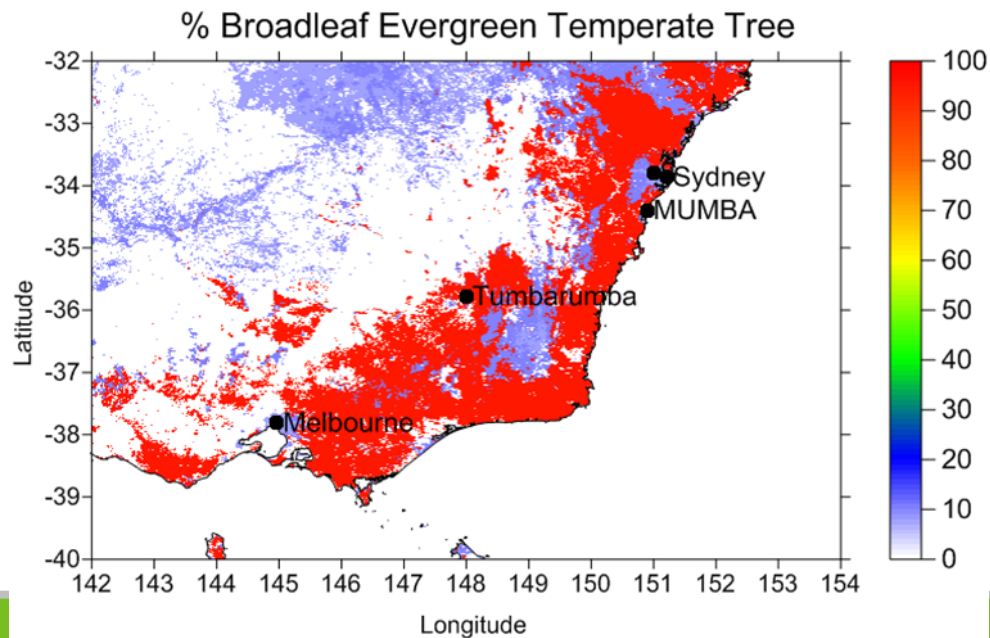 % Broadleaf Evergreen Temperate Tree
-32
-33
-34
-35
-36
-37
-38
-39
-40
Latitude
Sydney
MUMBA
Tumbarumba
Melbourne
142 143 144 145 146 147 148 149 150 151 152 153 154
Longitude
100
90
80
70
60
50
40
30
20
10
0